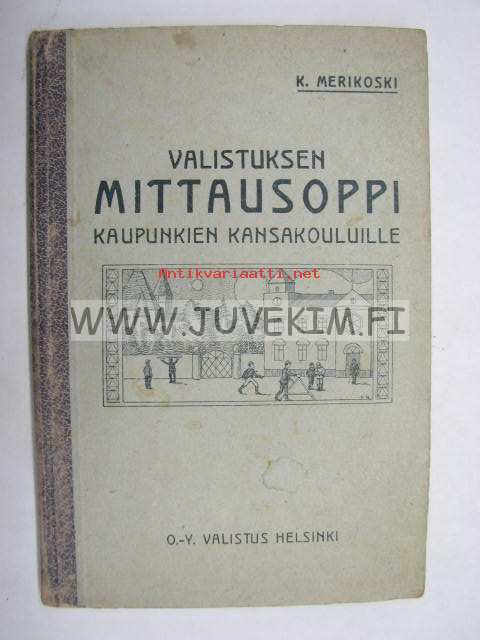 K. MERIKOSKI
VALISTUKSEN
MITTAUSOPPI
KAUPUNKIEN KANSAKOULUILLE
Antikvariaatti.net
WWW.JUVEKIM.FI
O.-Y. VALISTUS HELSINKI